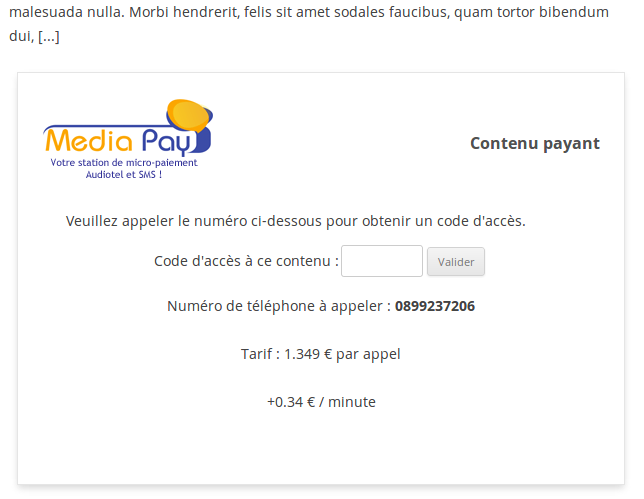 malesuada nulla. Morbi hendrerit, felis sit amet sodales faucibus, quam tortor bibendum
dui, [...]
Media Pay
Votre station de micro-paiement
Audiotel et SMS !
Contenu payant
Veuillez appeler le numéro ci-dessous pour obtenir un code d'accès.
Code d'accès à ce contenu : Valider
Numéro de téléphone à appeler : 0899237206
Tarif : 1.349 € par appel
+0.34 € / minute